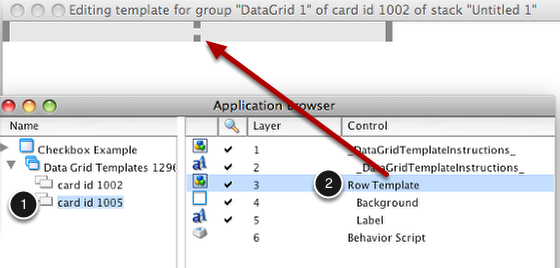 Editing template for group "DataGrid 1" of card id 1002 of stack "Untitled 1"
Application Browser
Name
Layer
Control
Checkbox Example
Data Grid Templates 1296
card id 1002
1
card id 1005
1
_DataGridTemplateInstructions_
2
_DataGridTemplateInstructions_
3
2
Row Template
4
Background
5
Label
6
Behavior Script